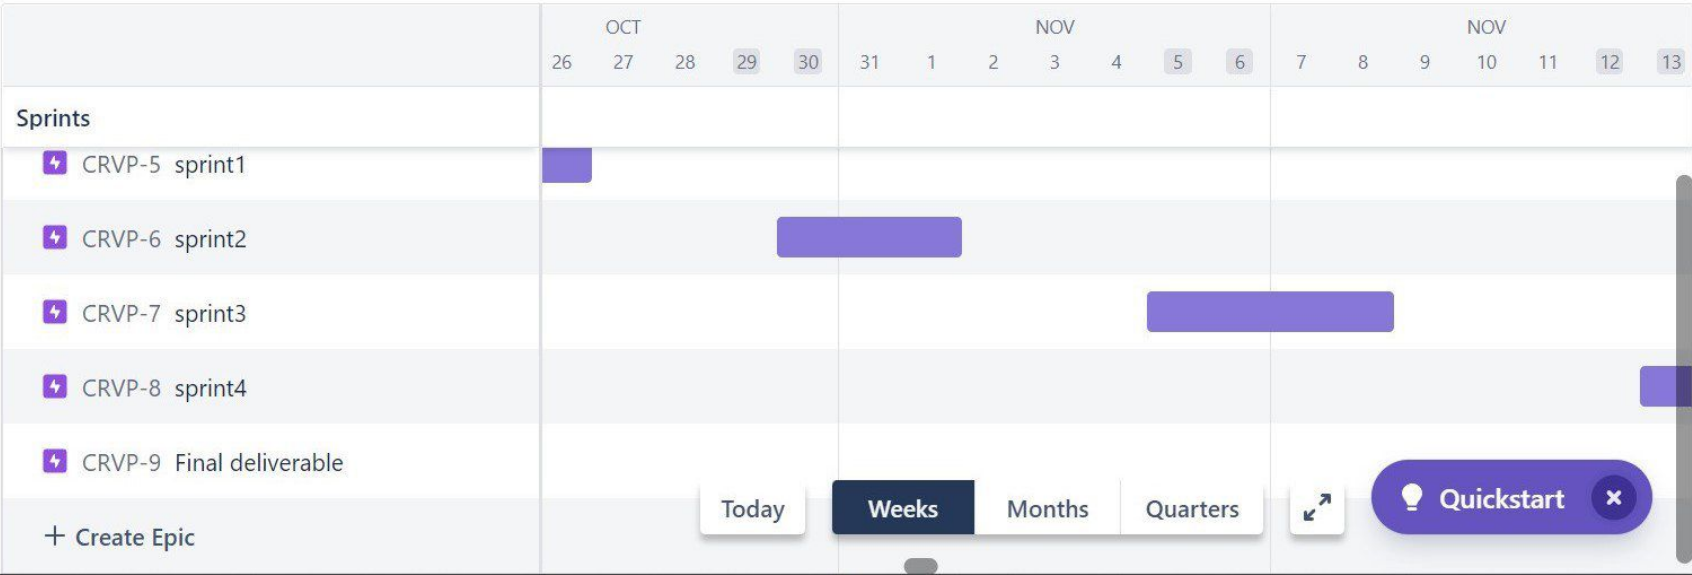 OCT NOV NOV
26 27 28 29 30 31 1 2 3 4 5 6 7 8 9 10 11 12 13
Sprints
CRVP-5 sprint1
CRVP-6 sprint2
CRVP-7 sprint3
CRVP-8 sprint4
CRVP-9 Final deliverable
Today Weeks Months Quarters Quickstart
+ Create Epic